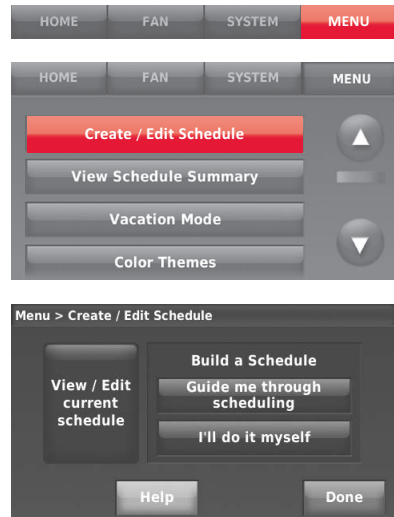 HOME FAN SYSTEM MENU
HOME FAN SYSTEM MENU
Create / Edit Schedule
View Schedule Summary
Vacation Mode
Color Themes
Menu > Create / Edit Schedule
View / Edit
current
schedule
Build a Schedule
Guide me through
scheduling
I'll do it myself
Help
Done